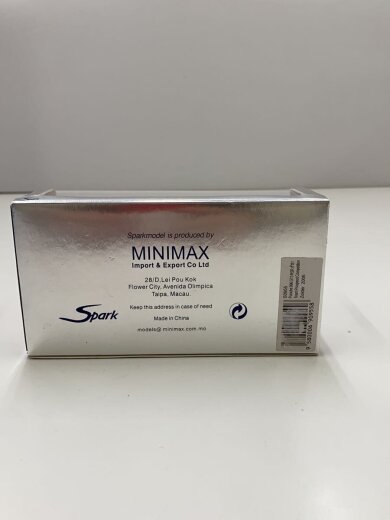 Sparkmodel is produced by
MINIMAX
Import & Export Co Ltd
28/D,Lei Pou Kok
Flower City, Avenida Olimpica
Taipa, Macau.
Keep this address in case of need
Made in China
models@minimax.com.mo
Spark